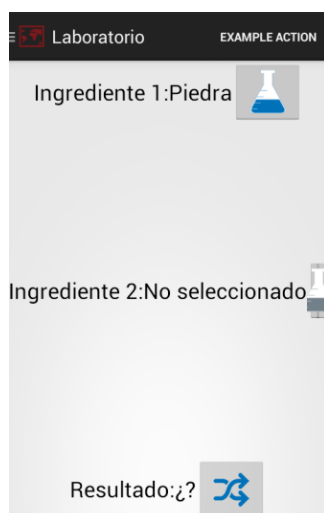 Laboratorio
EXAMPLE ACTION
Ingrediente 1:Piedra
Ingrediente 2:No seleccionado
Resultado:¿?